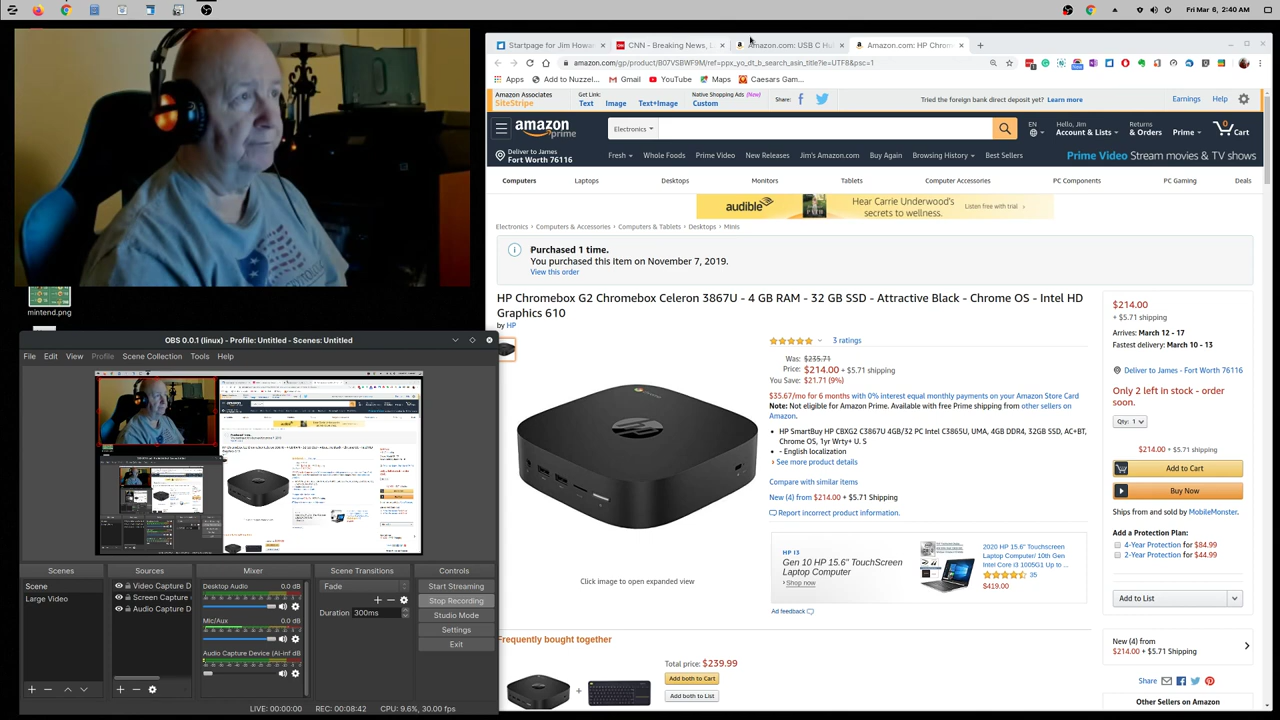 Fri Mar 6, 2:40 AM
Startpage for Jim Howa
CNN - Breaking News, L
Amazon.com: USB C Hu
Amazon.com: HP Chrom
amazon.com/gp/product/B07VSBWF9M/ref=ppx_yo_dt_b_search_asin_title?ie=UTF8&psc=1
Apps
Add to Nuzzel...
Gmail
YouTube
Maps
Caesars Gam...
Amazon Associates
SiteStripe
Get Link:
Text
Image
Text+Image
Native Shopping Ads (New)
Custom
Share:
Tried the foreign bank direct deposit yet? Learn more
Earnings
Help
amazon prime
Electronics
EN
Hello, Jim
Account & Lists
Returns
& Orders
Prime
0
Cart
Deliver to James
Fort Worth 76116
Fresh
Whole Foods
Prime Video
New Releases
Jim's Amazon.com
Buy Again
Browsing History
Best Sellers
Prime Video Stream movies & TV shows
Computers
Laptops
Desktops
Monitors
Tablets
Computer Accessories
PC Components
PC Gaming
Deals
audible
Hear Carrie Underwood's
secrets to wellness.
Listen free with trial ›
Electronics › Computers & Accessories › Computers & Tablets › Desktops › Minis
Purchased 1 time.
You purchased this item on November 7, 2019.
View this order
HP Chromebox G2 Chromebox Celeron 3867U - 4 GB RAM - 32 GB SSD - Attractive Black - Chrome OS - Intel HD
Graphics 610
by HP
3 ratings
Was: $235.71
Price: $214.00 + $5.71 shipping
You Save: $21.71 (9%)
$35.67/mo for 6 months with 0% interest equal monthly payments on your Amazon Store Card
Note: Not eligible for Amazon Prime. Available with free Prime shipping from other sellers on
Amazon.
• HP SmartBuy HP CBXG2 C3867U 4GB/32 PC Intel C3865U, UMA, 4GB DDR4, 32GB SSD, AC+BT,
Chrome OS, 1yr Wrty+ U. S
• - English localization
› See more product details
Compare with similar items
New (4) from $214.00 + $5.71 Shipping
Report incorrect product information.
Click image to open expanded view
HP I3
Gen 10 HP 15.6" TouchScreen
Laptop Computer
› Shop now
2020 HP 15.6" Touchscreen
Laptop Computer/ 10th Gen
Intel Core i3 1005G1 Up to ...
35
$419.00
Ad feedback
Frequently bought together
Total price: $239.99
Add both to Cart
Add both to List
+
$214.00
+ $5.71 shipping
Arrives: March 12 - 17
Fastest delivery: March 10 - 13
Deliver to James - Fort Worth 76116
Only 2 left in stock - order
soon.
Qty: 1
$214.00 + $5.71 shipping
Add to Cart
Buy Now
Ships from and sold by MobileMonster.
Add a Protection Plan:
4-Year Protection for $84.99
2-Year Protection for $44.99
Add to List
New (4) from
$214.00 + $5.71 Shipping
Share
Other Sellers on Amazon
mintend.png
OBS 0.0.1 (linux) - Profile: Untitled - Scenes: Untitled
File
Edit
View
Profile
Scene Collection
Tools
Help
Scenes
Sources
Mixer
Scene Transitions
Controls
Scene
Large Video
Video Capture D
Screen Capture
Audio Capture D
Desktop Audio
0.0 dB
Mic/Aux
0.0 dB
Audio Capture Device (AI-inf dB
Fade
Duration
300ms
Start Streaming
Stop Recording
Studio Mode
Settings
Exit
LIVE: 00:00:00
REC: 00:08:42
CPU: 9.6%, 30.00 fps